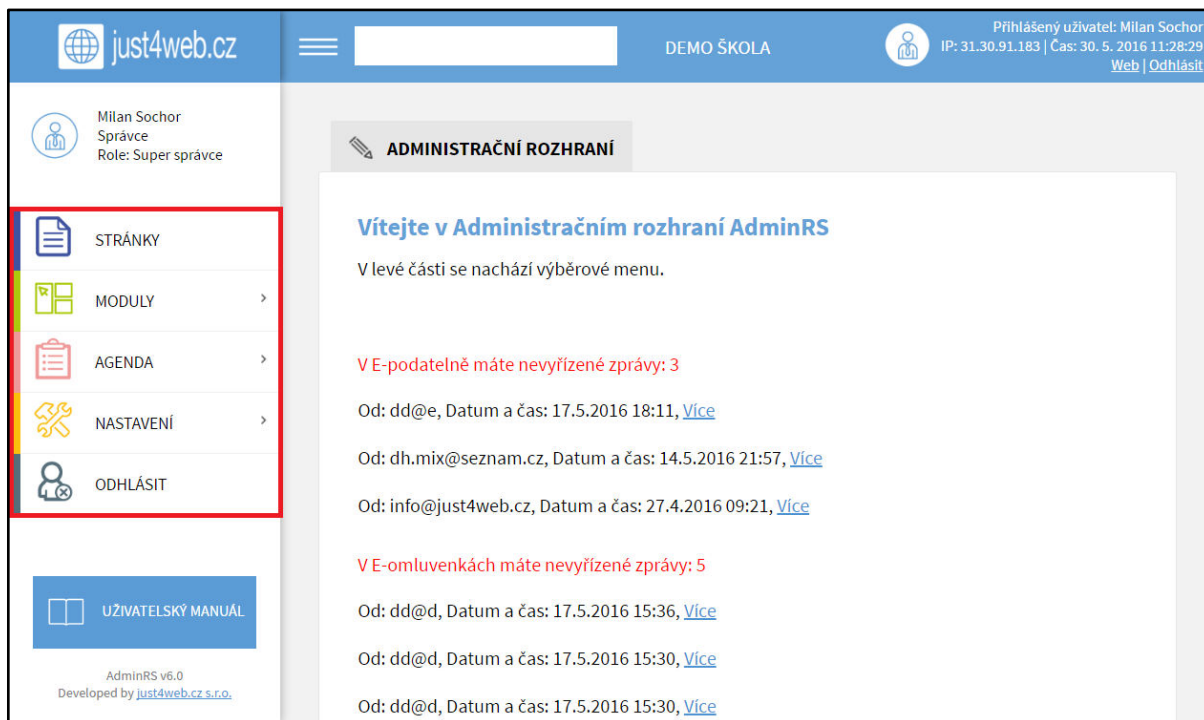 just4web.cz
DEMO ŠKOLA
Přihlášený uživatel: Milan Sochor
IP: 31.30.91.183 | Čas: 30. 5. 2016 11:28:29
Web | Odhlásit
Milan Sochor
Správce
Role: Super správce
STRÁNKY
MODULY
AGENDA
NASTAVENÍ
ODHLÁSIT
UŽIVATELSKÝ MANUÁL
AdminRS v6.0
Developed by just4web.cz s.r.o.
ADMINISTRAČNÍ ROZHRANÍ
Vítejte v Administračním rozhraní AdminRS
V levé části se nachází výběrové menu.
V E-podatelně máte nevyřízené zprávy: 3
Od: dd@e, Datum a čas: 17.5.2016 18:11, Více
Od: dh.mix@seznam.cz, Datum a čas: 14.5.2016 21:57, Více
Od: info@just4web.cz, Datum a čas: 27.4.2016 09:21, Více
V E-omluvenkách máte nevyřízené zprávy: 5
Od: dd@d, Datum a čas: 17.5.2016 15:36, Více
Od: dd@d, Datum a čas: 17.5.2016 15:30, Více
Od: dd@d, Datum a čas: 17.5.2016 15:30, Více